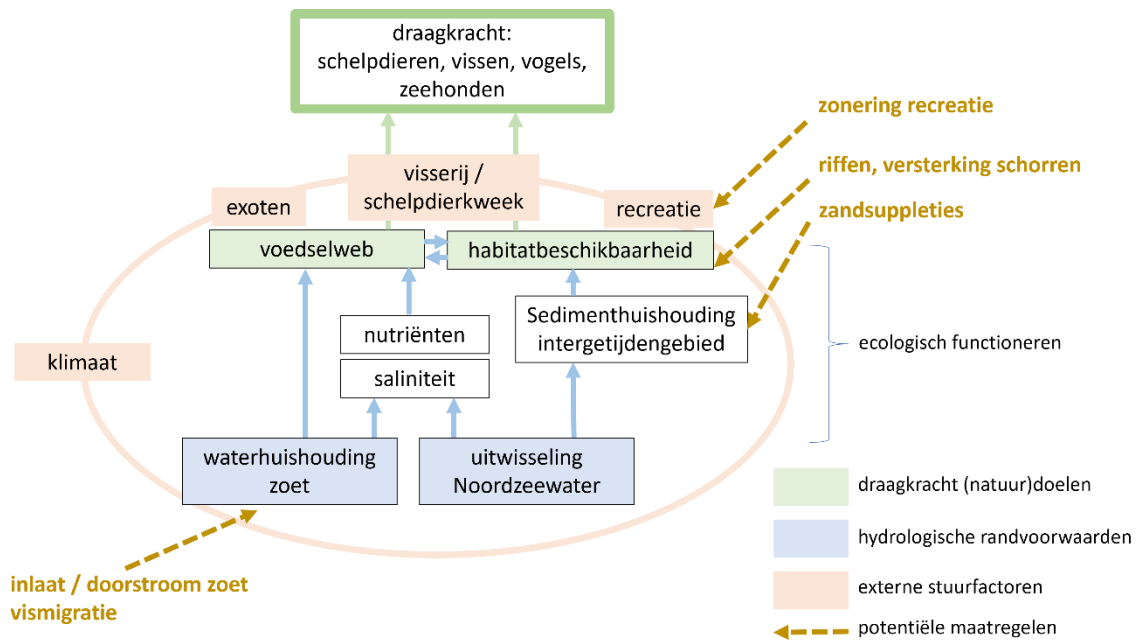 draagkracht:
schelpdieren, vissen, vogels,
zeehonden
zonering recreatie
riffen, versterking schorren
zandsuppleties
visserij /
schelpdierkweek
exoten
recreatie
voedselweb
habitatbeschikbaarheid
nutriënten
Sedimenthuishouding
intergetijdengebied
saliniteit
klimaat
ecologisch functioneren
waterhuishouding
zoet
uitwisseling
Noordzeewater
inlaat / doorstroom zoet
vismigratie
draagkracht (natuur)doelen
hydrologische randvoorwaarden
externe stuurfactoren
potentiële maatregelen